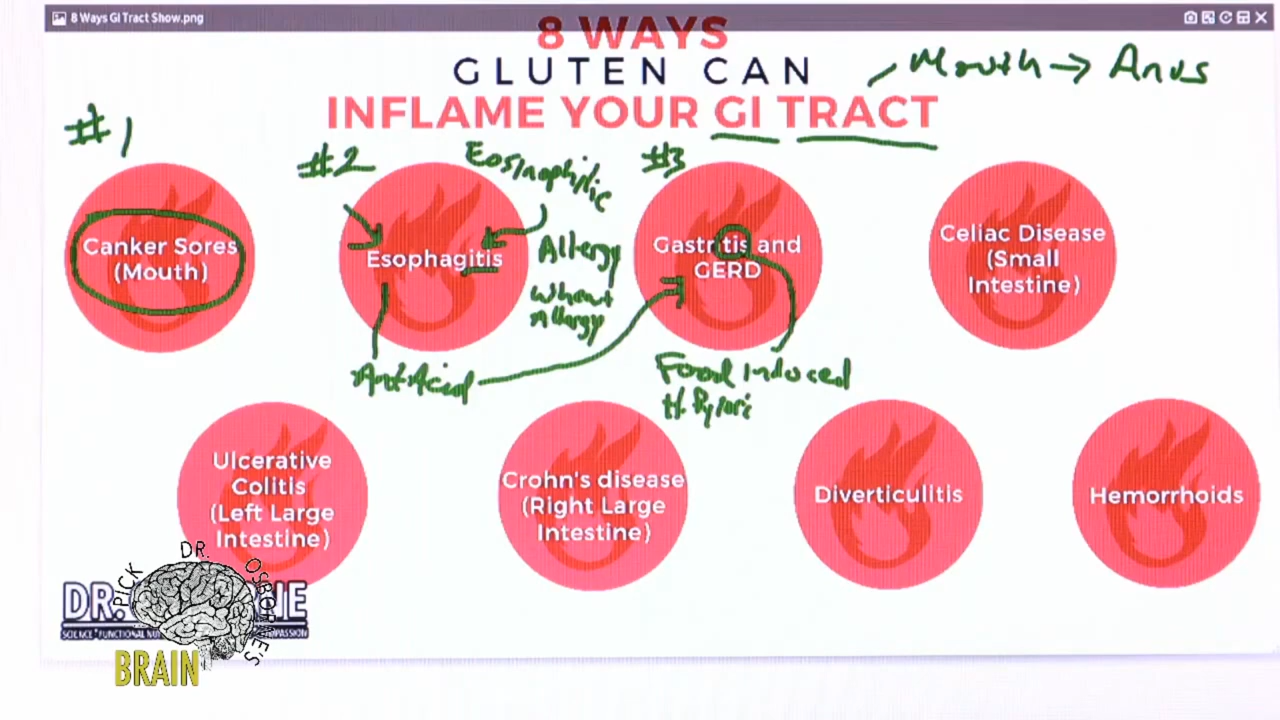 8 Ways GI Tract Show.png
8 WAYS
GLUTEN CAN
INFLAME YOUR GI TRACT
Mouth → Anus
#1
#2
Eosinophilic
#3
Canker Sores
(Mouth)
Esophagitis
Allergy
Wheat
Allergy
Gastritis and
GERD
Celiac Disease
(Small
Intestine)
AntAcid
Food Induced
H. Pylori
Ulcerative
Colitis
(Left Large
Intestine)
Crohn's disease
(Right Large
Intestine)
Diverticulitis
Hemorrhoids
DR.
PICK DR. OSBORNE'S
BRAIN